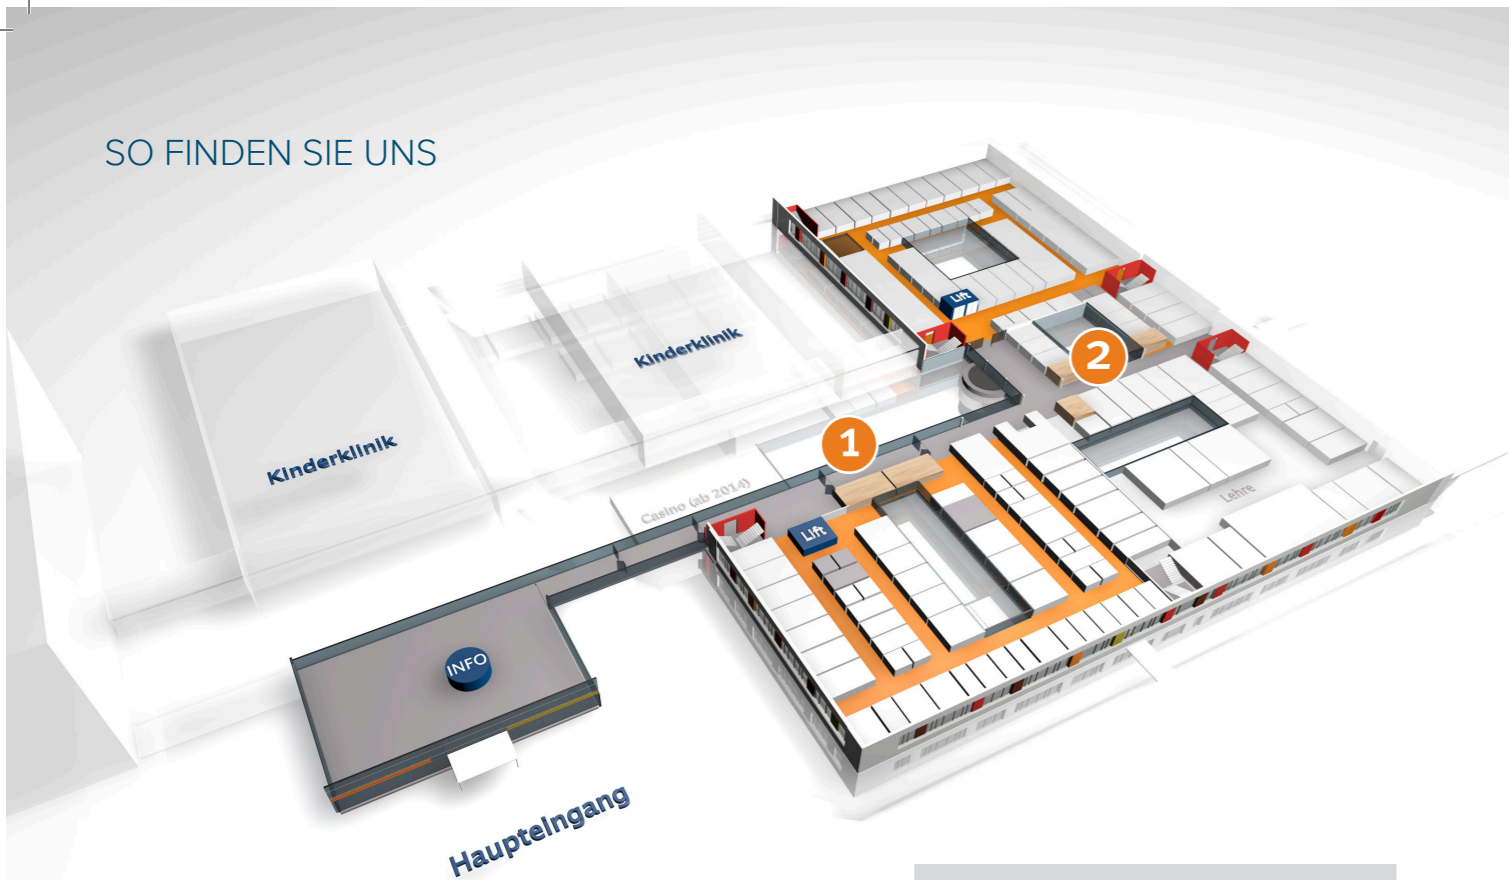 SO FINDEN SIE UNS
Lift
Kinderklinik
2
Kinderklinik
1
Casino (ab 2014)
Lehre
Lift
INFO
Haupteingang